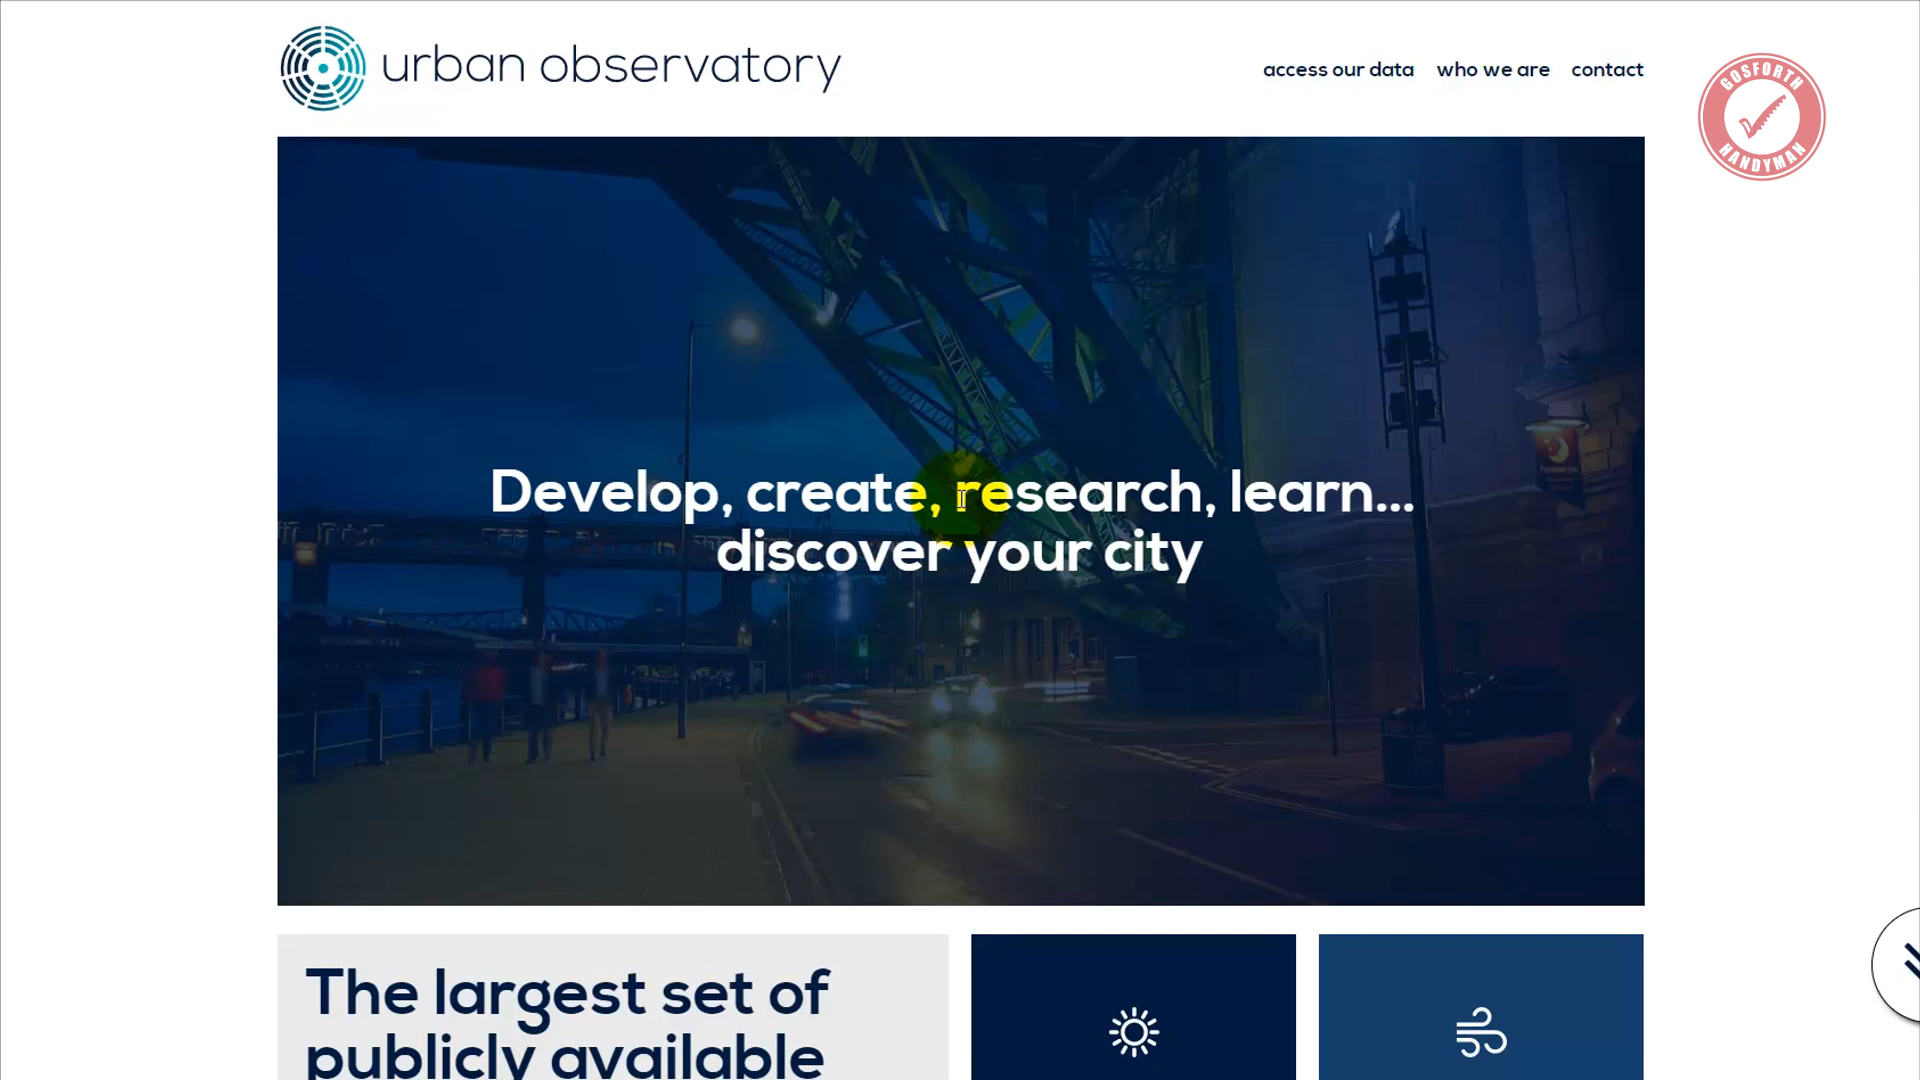 urban observatory
access our data who we are contact
GOSFORTH
HANDYMAN
Develop, create, research, learn...
discover your city
The largest set of
publicly available